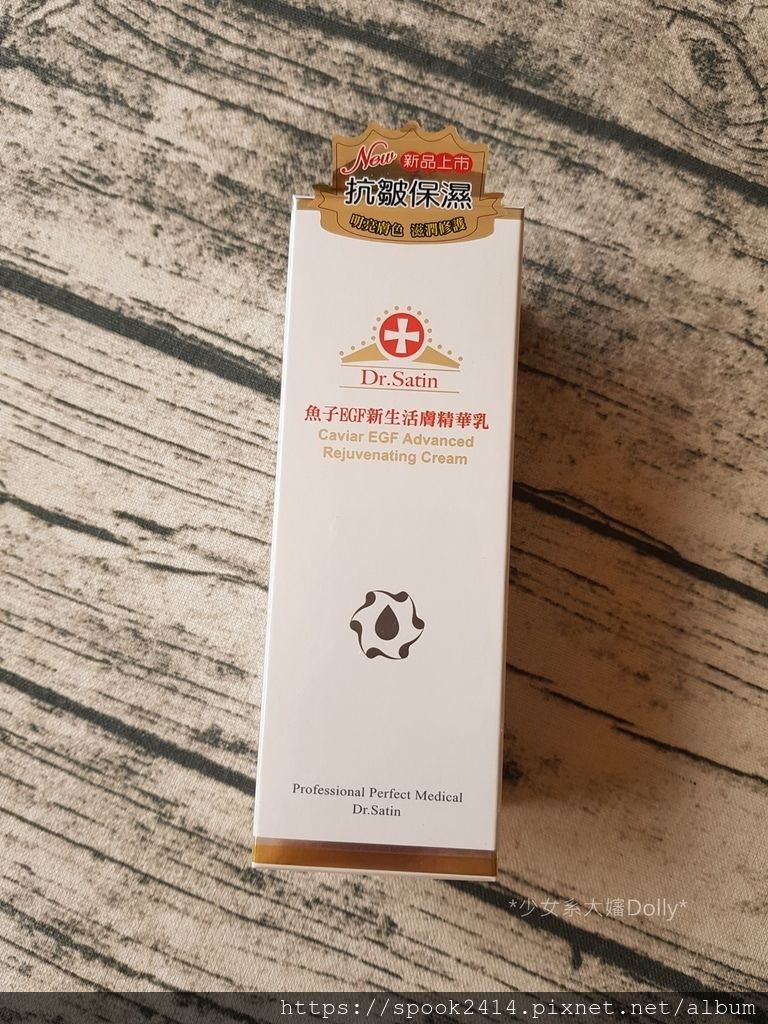 New 新品上市
抗皺保濕
明亮膚色 滋潤修護
Dr.Satin
魚子EGF新生活膚精華乳
Caviar EGF Advanced
Rejuvenating Cream
Professional Perfect Medical
Dr.Satin
*少女系大嬸Dolly*
https://spook2414.pixnet.net/album